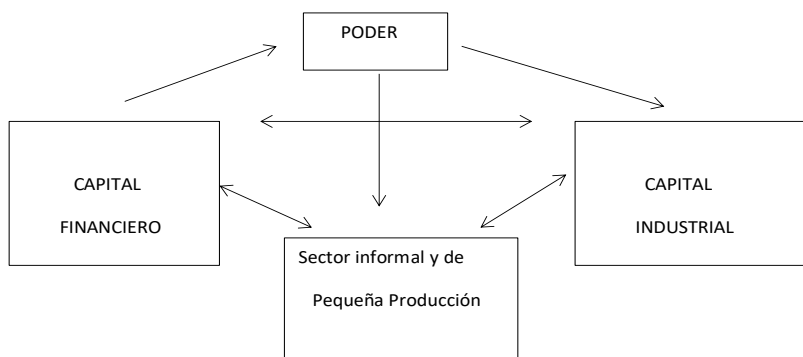 PODER
CAPITAL
FINANCIERO
CAPITAL
INDUSTRIAL
Sector informal y de
Pequeña Producción